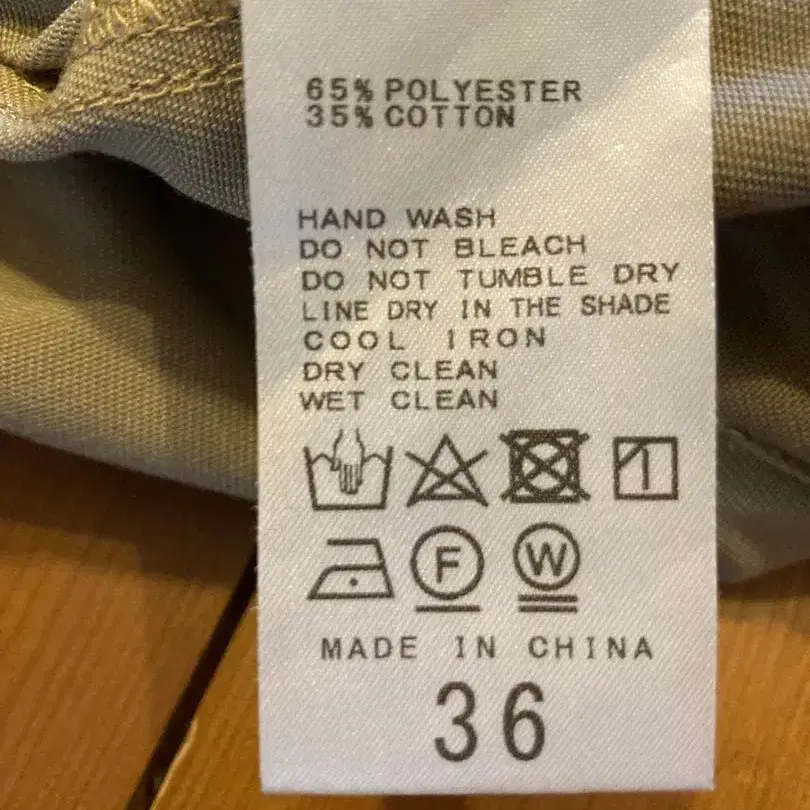 65% POLYESTER
35% COTTON
HAND WASH
DO NOT BLEACH
DO NOT TUMBLE DRY
LINE DRY IN THE SHADE
COOL IRON
DRY CLEAN
WET CLEAN
F W
MADE IN CHINA
36